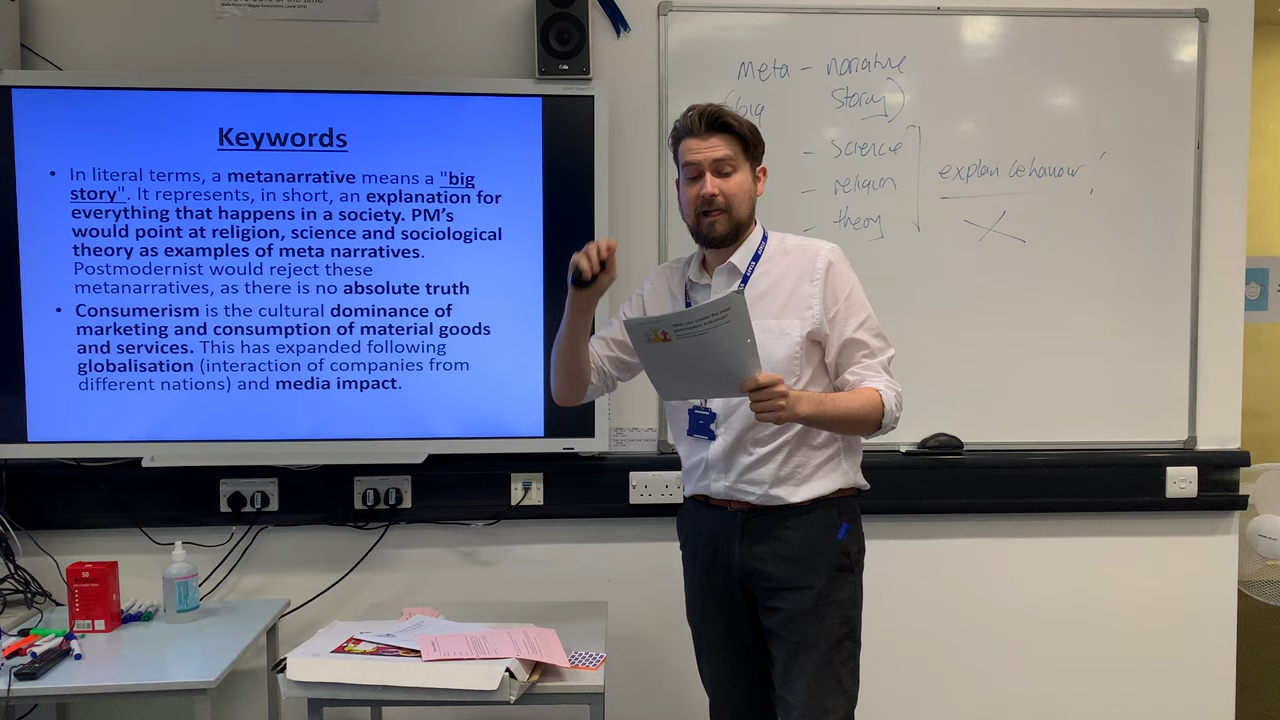 Keywords
• In literal terms, a metanarrative means a "big
story". It represents, in short, an explanation for
everything that happens in a society. PM's
would point at religion, science and sociological
theory as examples of meta narratives.
Postmodernist would reject these
metanarratives, as there is no absolute truth
• Consumerism is the cultural dominance of
marketing and consumption of material goods
and services. This has expanded following
globalisation (interaction of companies from
different nations) and media impact.
meta - narrative
(big story)
- science
- religion
- theory
explain behaviour!
50